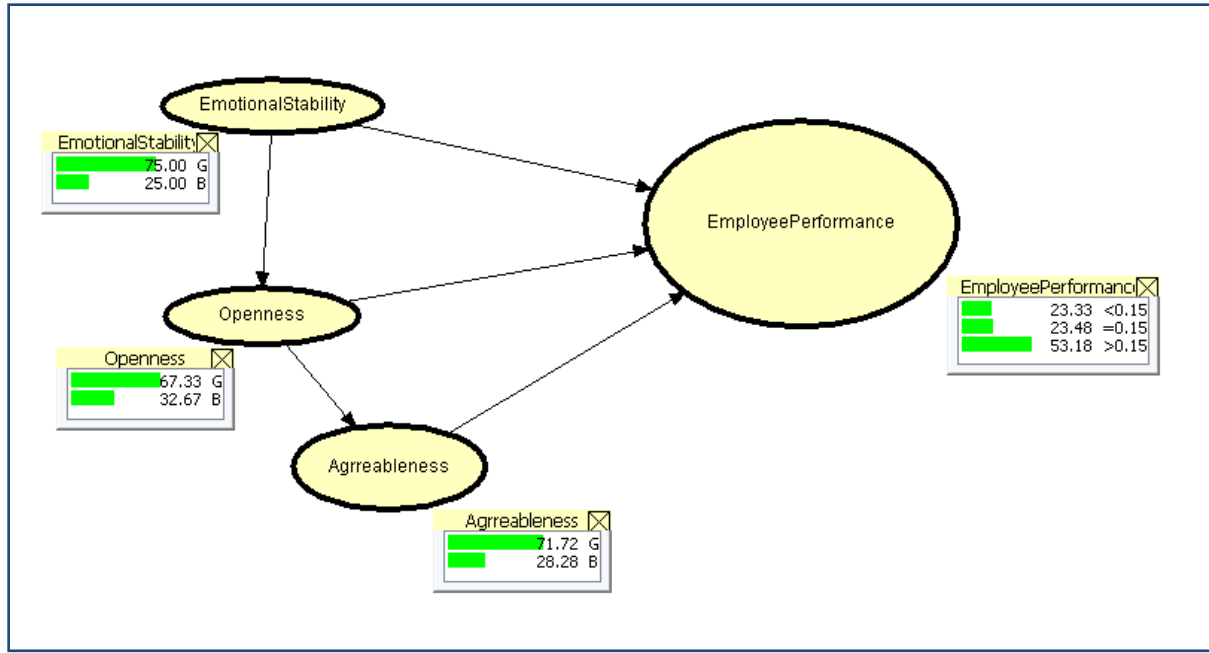 EmotionalStability
EmotionalStability
75.00 G
25.00 B
EmployeePerformance
EmployeePerformanc
23.33 <0.15
23.48 =0.15
53.18 >0.15
Openness
Openness
67.33 G
32.67 B
Agrreableness
Agrreableness
71.72 G
28.28 B